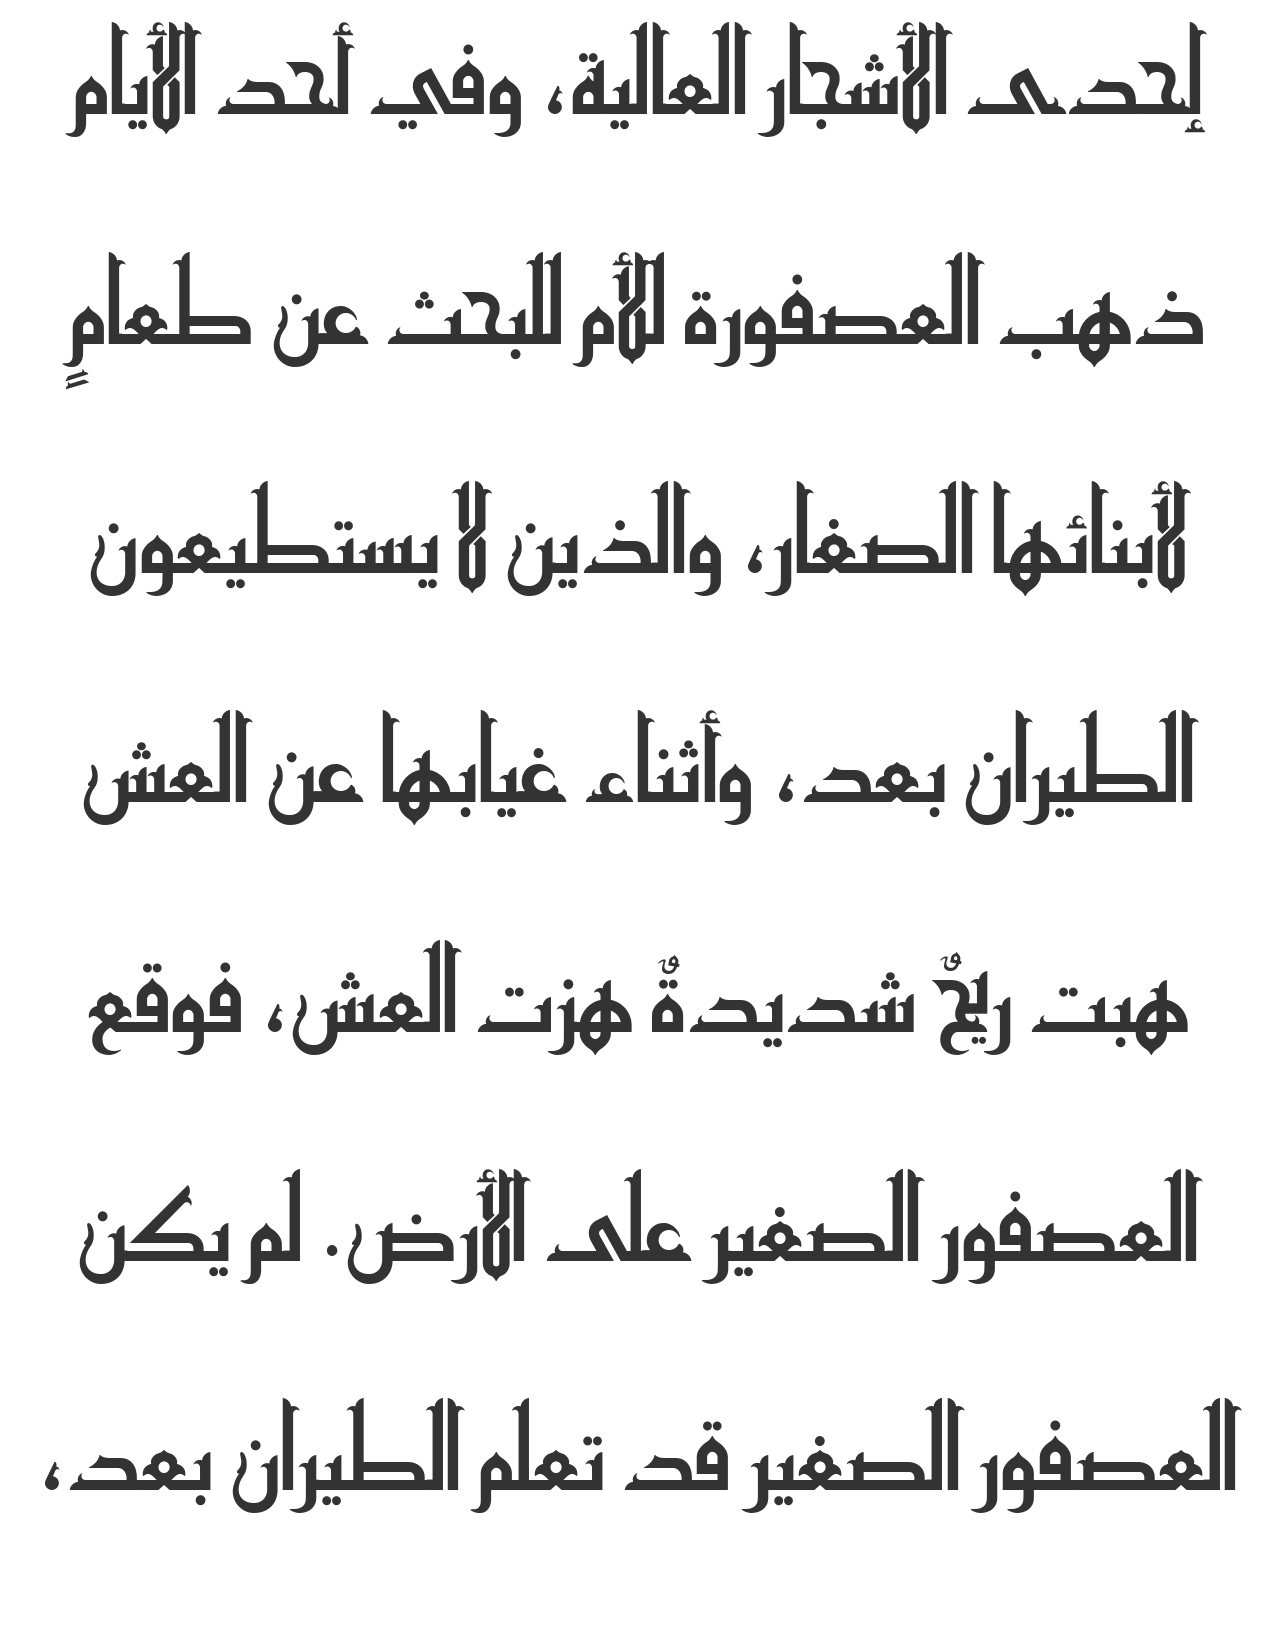 إحدى الأشجار العالية، وفي أحد الأيام
ذهب العصفورة لأم للبحث عن طعامٍ
لأبنائها الصغار، والذين لا يستطيعون
الطيران بعد، وأثناء غيابها عن العش
هبت ريحٌ شديدةٌ هزت العش، فوقع
العصفور الصغير على الأرض. لم يكن
العصفور الصغير قد تعلم الطيران بعد،